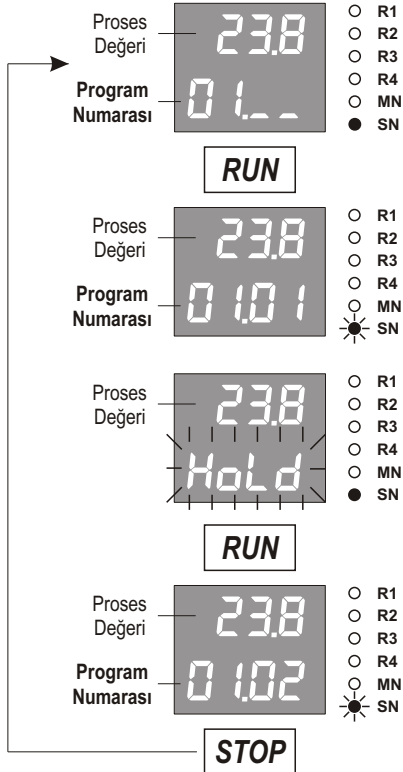 Proses
Değeri
23.8
Program
Numarası
01._ _
R1
R2
R3
R4
MN
SN
RUN
Proses
Değeri
23.8
Program
Numarası
01.01
R1
R2
R3
R4
MN
SN
Proses
Değeri
23.8
HoLd
R1
R2
R3
R4
MN
SN
RUN
Proses
Değeri
23.8
Program
Numarası
01.02
R1
R2
R3
R4
MN
SN
STOP